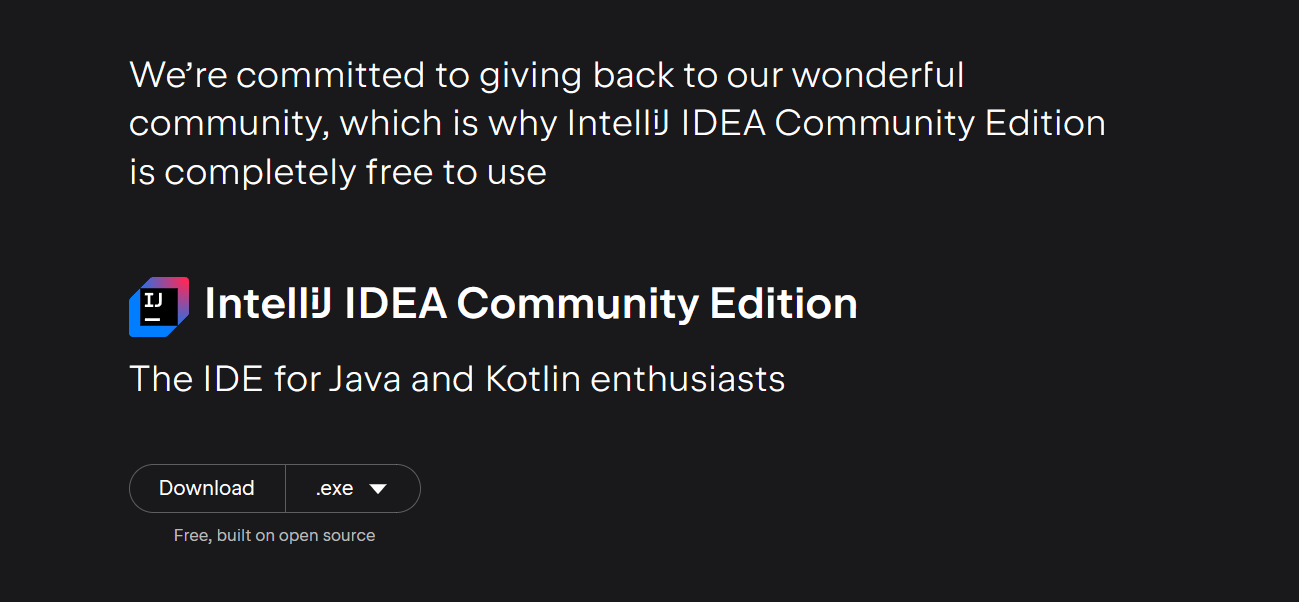 We’re committed to giving back to our wonderful
community, which is why IntelliJ IDEA Community Edition
is completely free to use
IJ
IntelliJ IDEA Community Edition
The IDE for Java and Kotlin enthusiasts
Download .exe
Free, built on open source